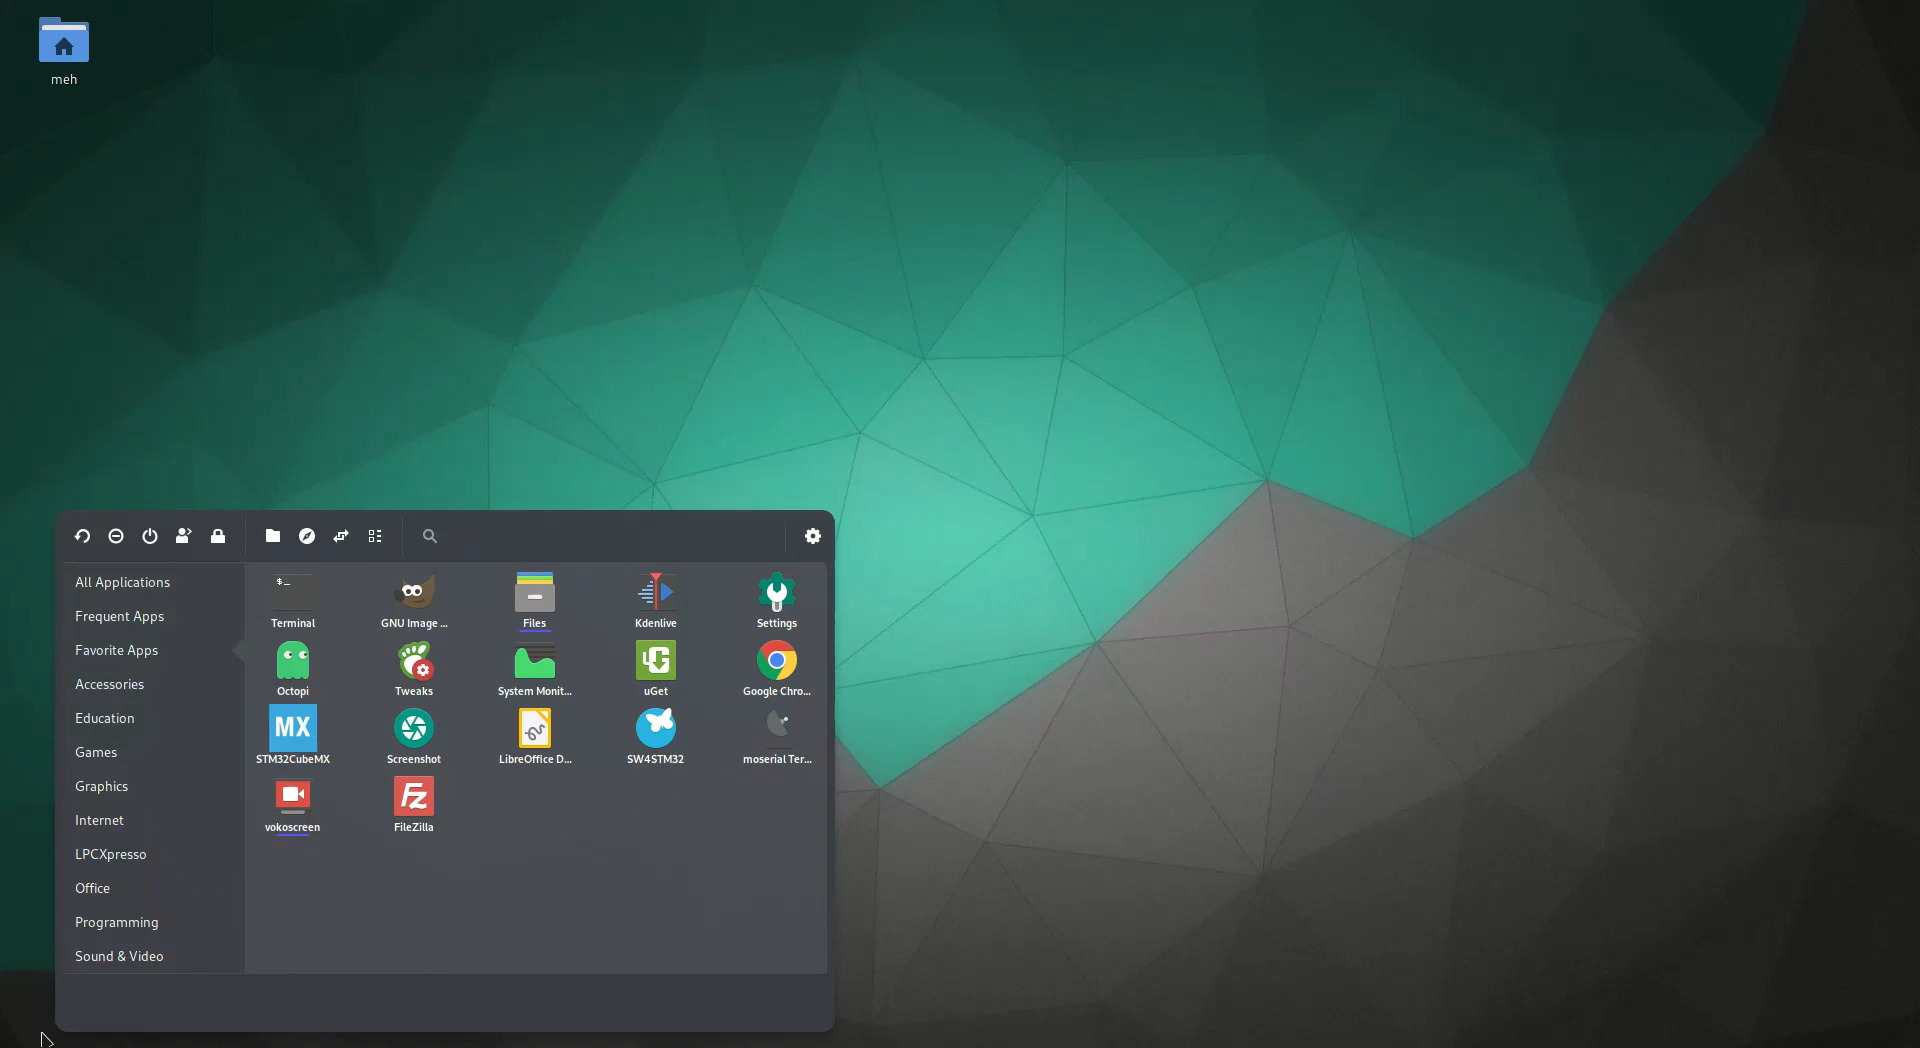 meh
All Applications
Frequent Apps
Favorite Apps
Accessories
Education
Games
Graphics
Internet
LPCXpresso
Office
Programming
Sound & Video
$_
Terminal
GNU Image ...
Files
Kdenlive
Settings
Octopi
Tweaks
System Monit...
uGet
Google Chro...
MX
STM32CubeMX
Screenshot
LibreOffice D...
SW4STM32
moserial Ter...
Fz
vokoscreen
FileZilla